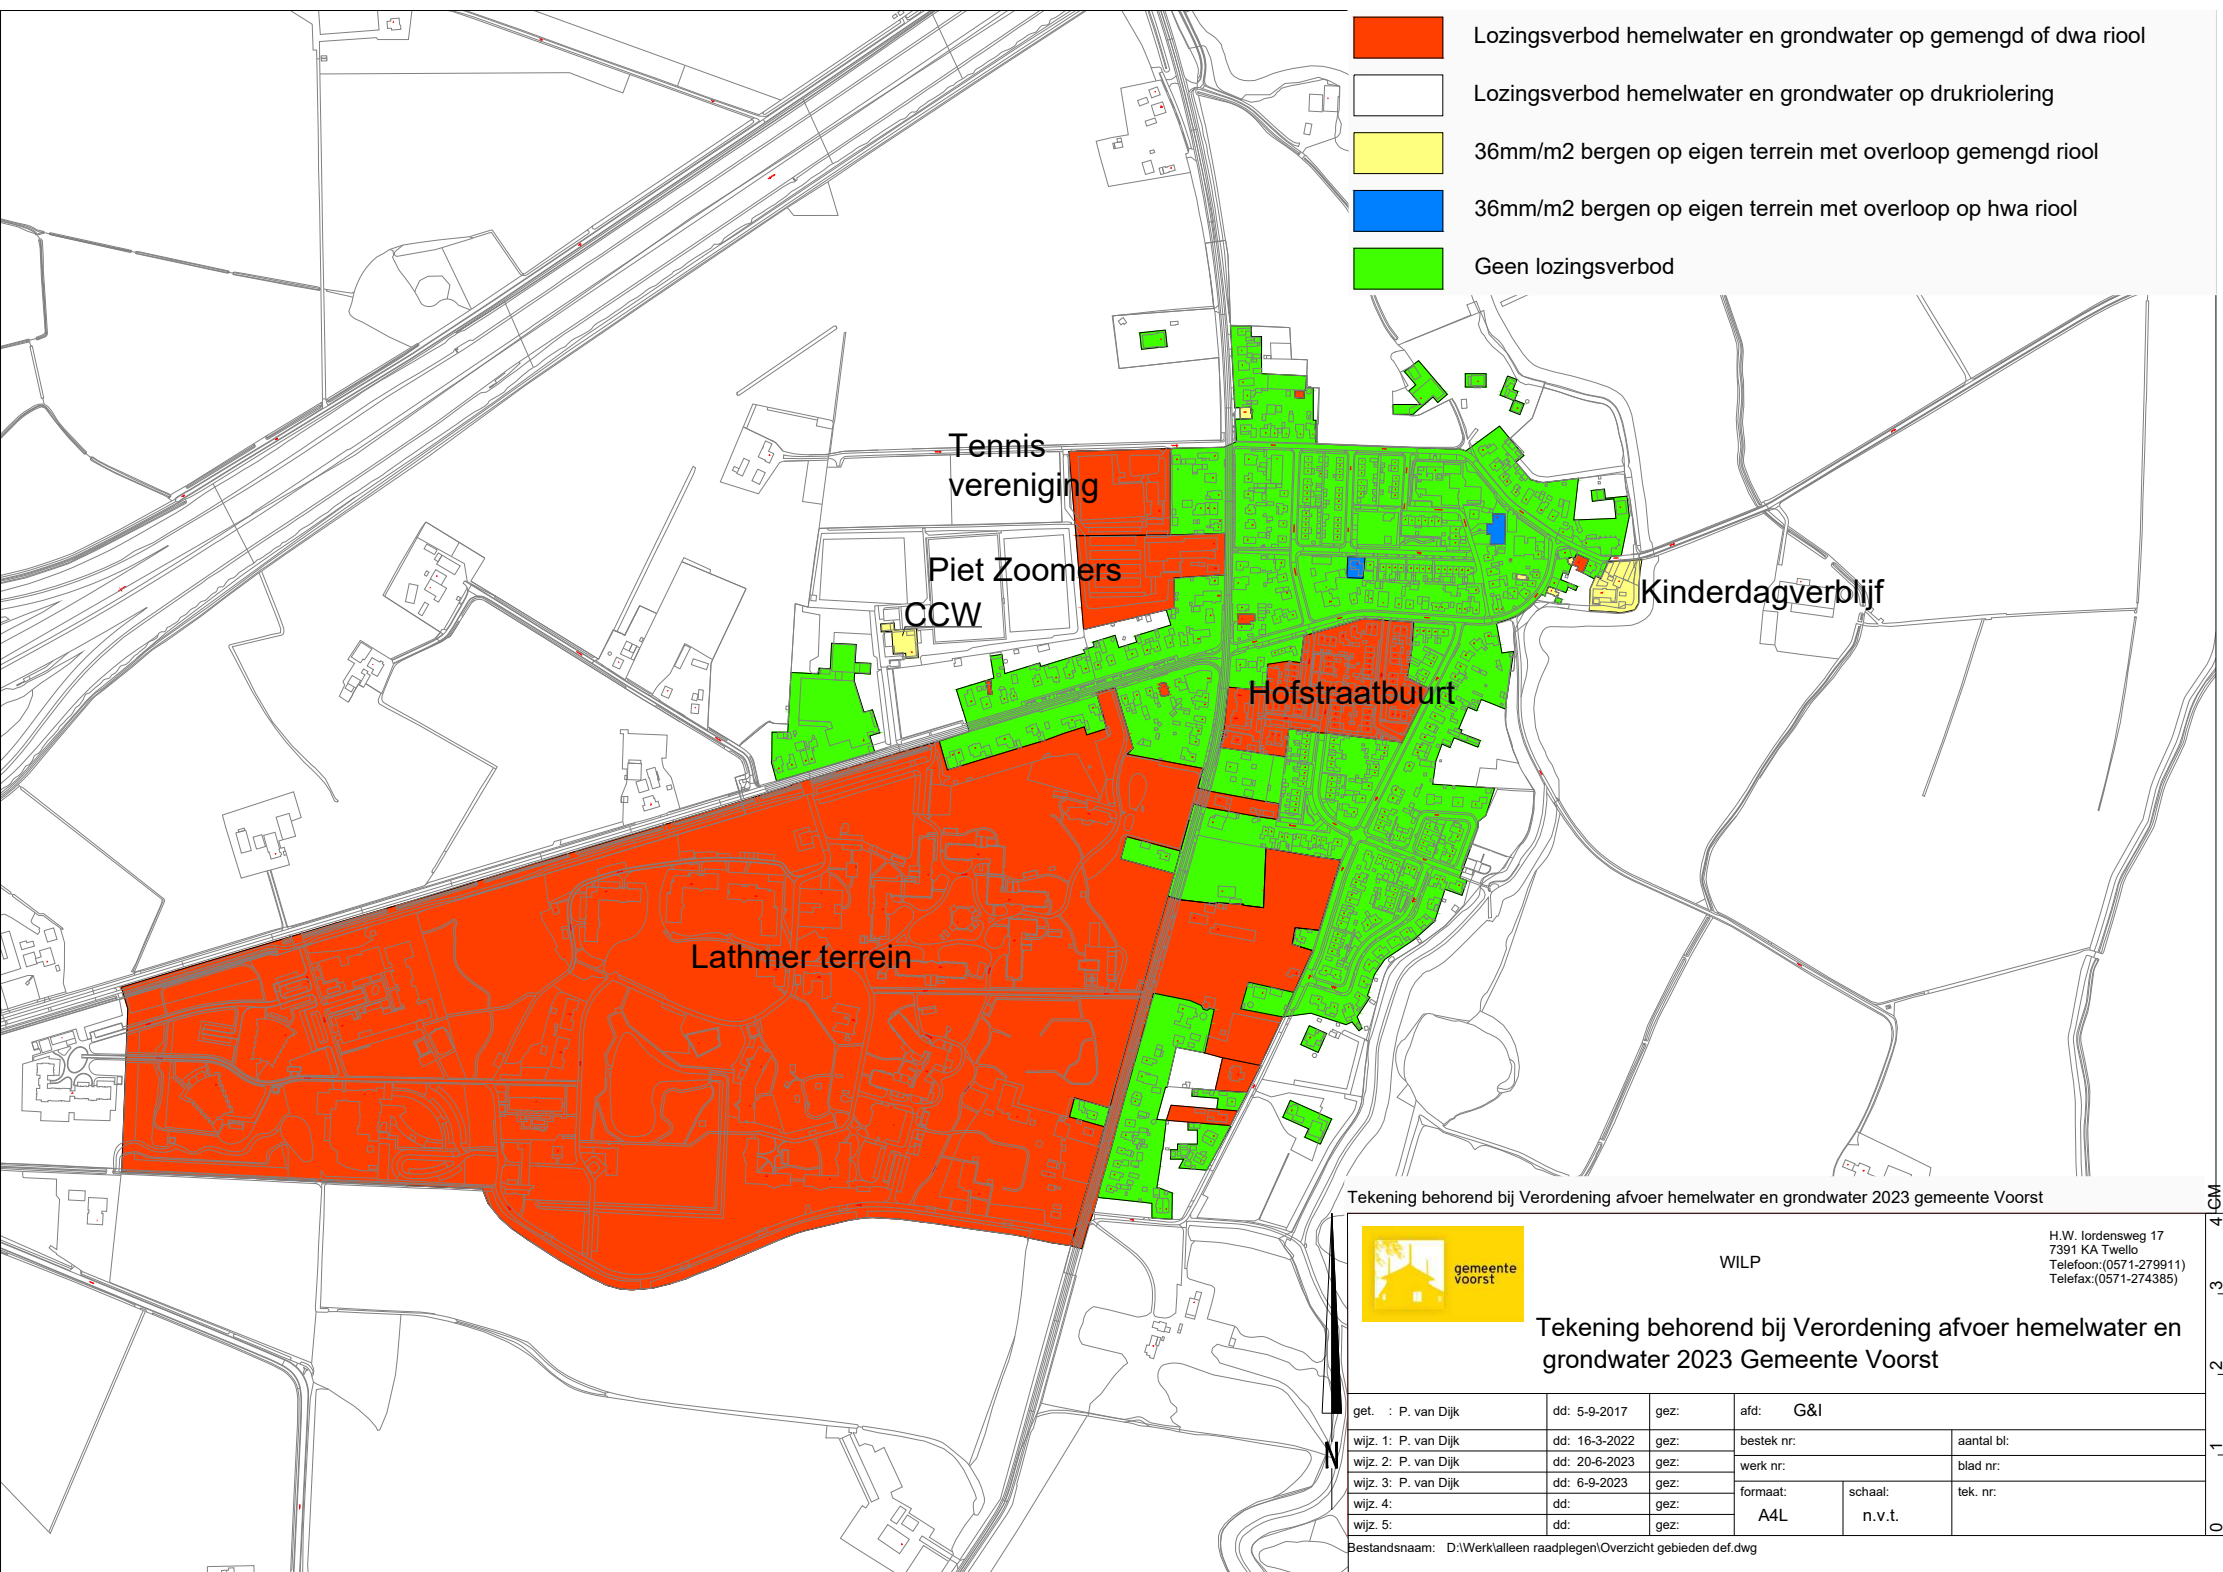 Lozingsverbod hemelwater en grondwater op gemengd of dwa riool
Lozingsverbod hemelwater en grondwater op drukriolering
36mm/m2 bergen op eigen terrein met overloop gemengd riool
36mm/m2 bergen op eigen terrein met overloop op hwa riool
Geen lozingsverbod
Tennis
vereniging
Piet Zoomers
CCW
Kinderdagverblijf
Hofstraatbuurt
Lathmer terrein
Tekening behorend bij Verordening afvoer hemelwater en grondwater 2023 gemeente Voorst
gemeente
voorst
WILP
H.W. Iordensweg 17
7391 KA Twello
Telefoon:(0571-279911)
Telefax:(0571-274385)
Tekening behorend bij Verordening afvoer hemelwater en
grondwater 2023 Gemeente Voorst
get. : P. van Dijk dd: 5-9-2017 gez: afd: G&I
wijz. 1: P. van Dijk dd: 16-3-2022 gez: bestek nr: aantal bl:
wijz. 2: P. van Dijk dd: 20-6-2023 gez: werk nr: blad nr:
wijz. 3: P. van Dijk dd: 6-9-2023 gez: formaat: schaal: tek. nr:
wijz. 4: dd: gez: A4L n.v.t.
wijz. 5: dd: gez:
Bestandsnaam: D:\Werk\alleen raadplegen\Overzicht gebieden def.dwg
N
0 1 2 3 4 CM